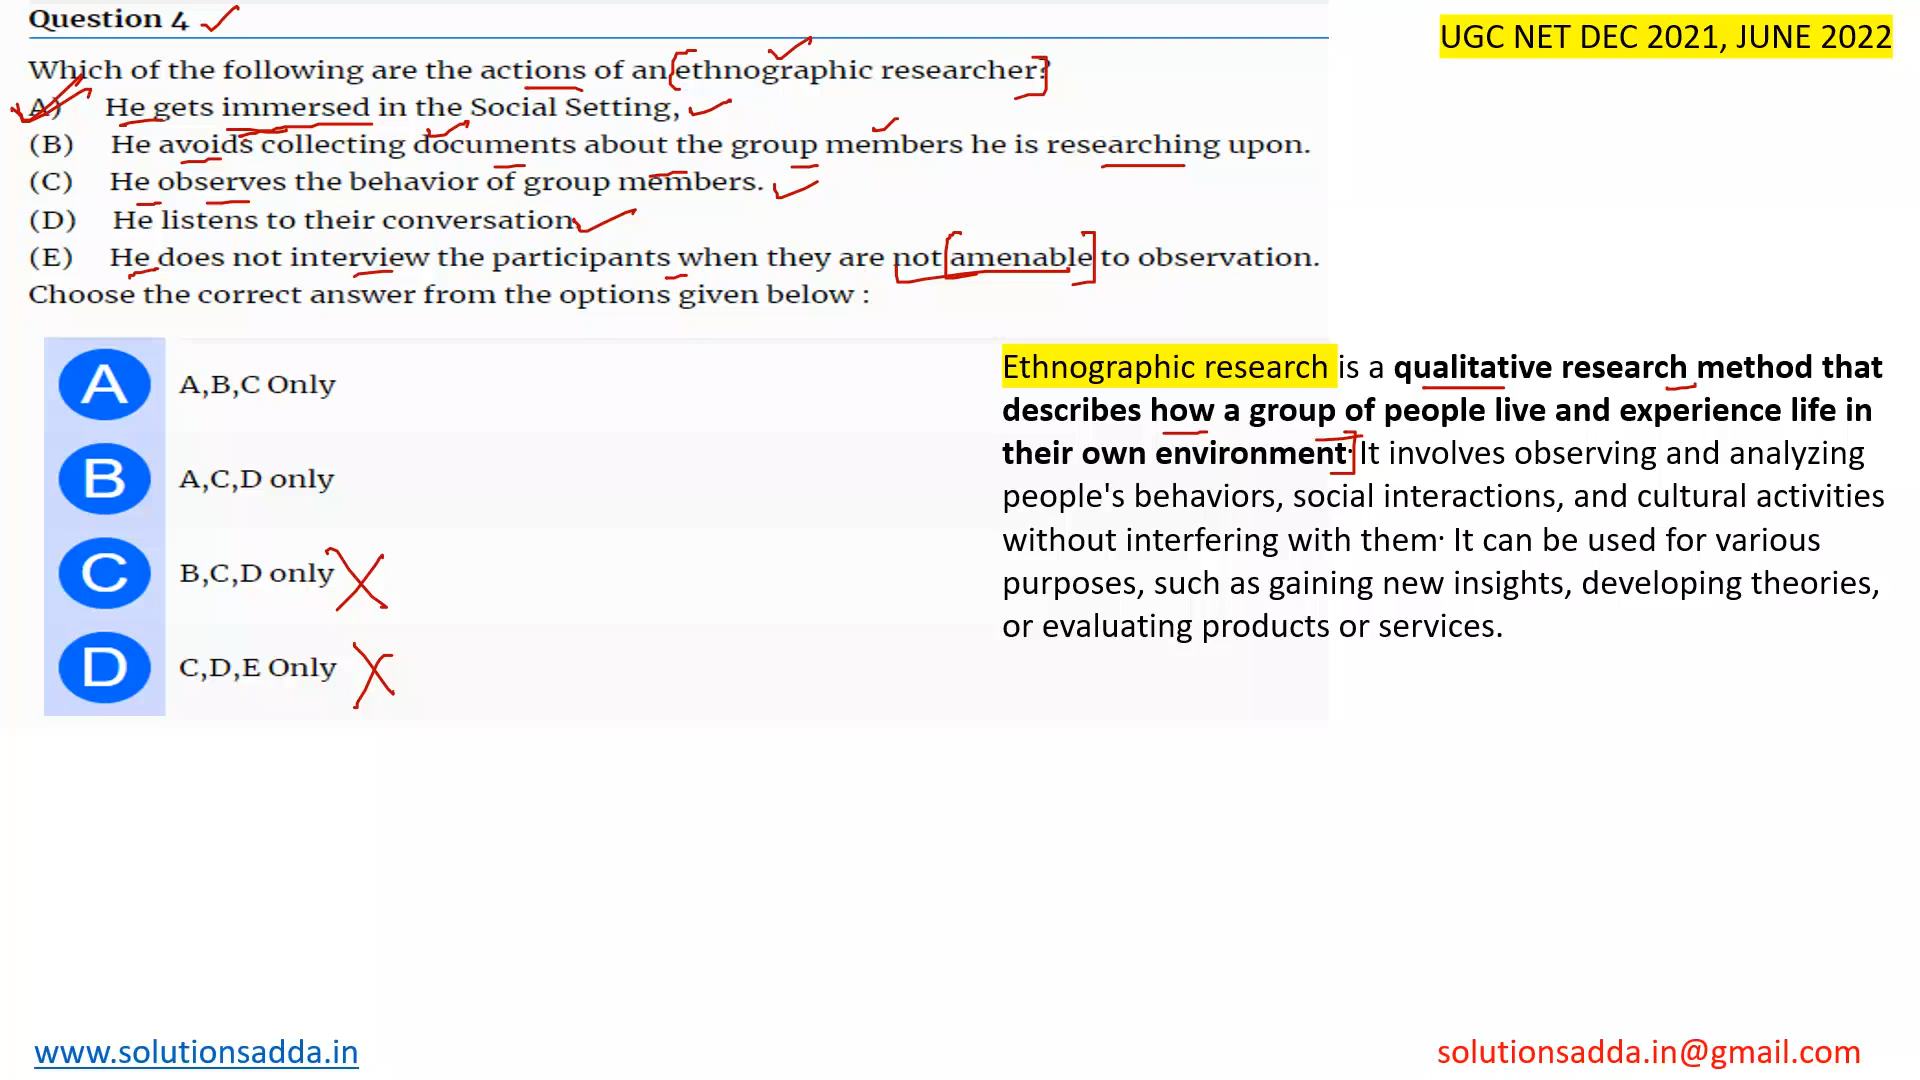 Question 4
UGC NET DEC 2021, JUNE 2022
Which of the following are the actions of an ethnographic researcher?
A) He gets immersed in the Social Setting,
(B) He avoids collecting documents about the group members he is researching upon.
(C) He observes the behavior of group members.
(D) He listens to their conversation
(E) He does not interview the participants when they are not amenable to observation.
Choose the correct answer from the options given below :
A A,B,C Only
B A,C,D only
C B,C,D only
D C,D,E Only
Ethnographic research is a qualitative research method that
describes how a group of people live and experience life in
their own environment. It involves observing and analyzing
people's behaviors, social interactions, and cultural activities
without interfering with them. It can be used for various
purposes, such as gaining new insights, developing theories,
or evaluating products or services.
www.solutionsadda.in
solutionsadda.in@gmail.com